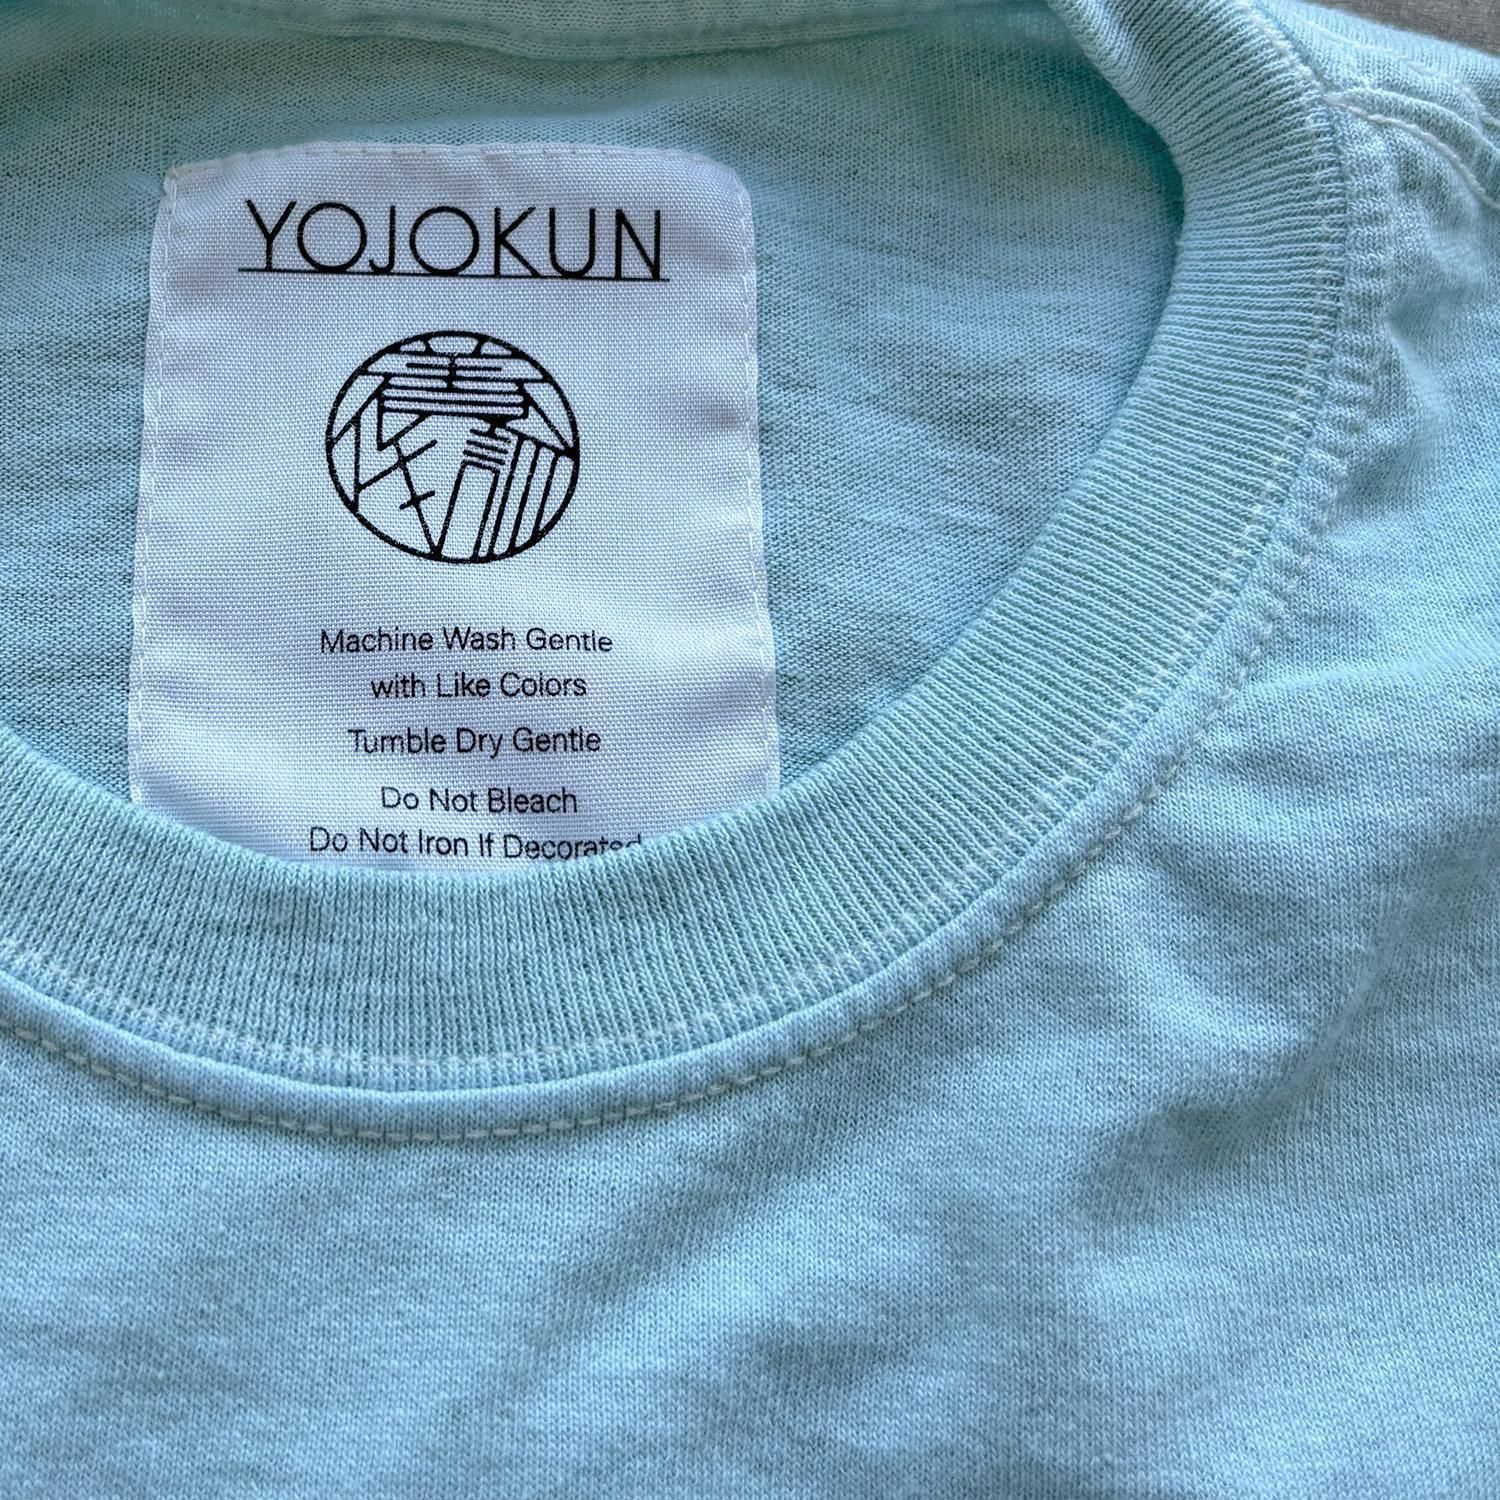 YOJOKUN
Machine Wash Gentle
with Like Colors
Tumble Dry Gentle
Do Not Bleach
Do Not Iron If Decorated